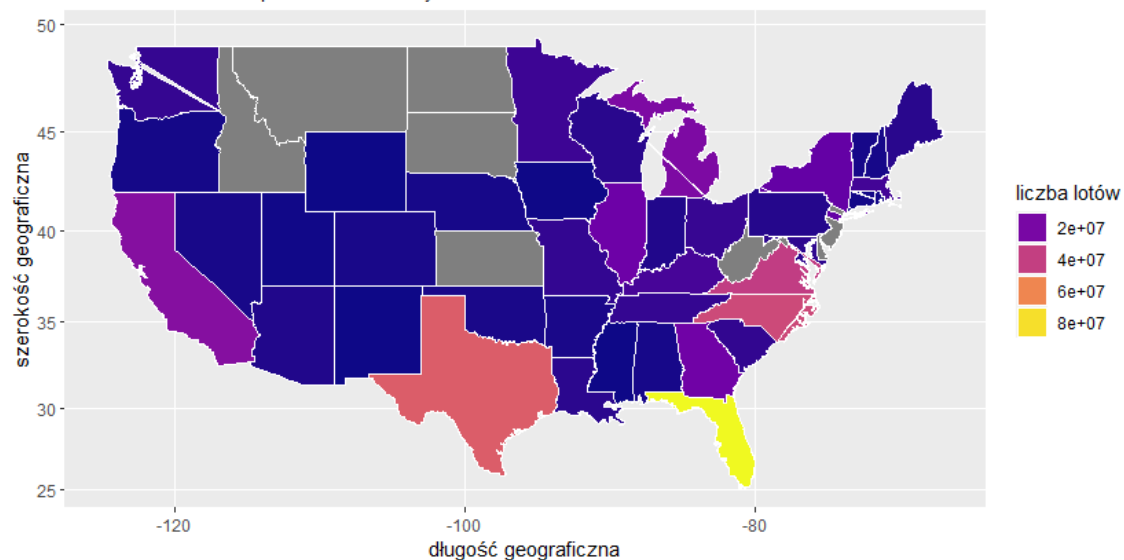 50
45
40
35
30
25
szerokość geograficzna
-120
-100
-80
długość geograficzna
liczba lotów
2e+07
4e+07
6e+07
8e+07